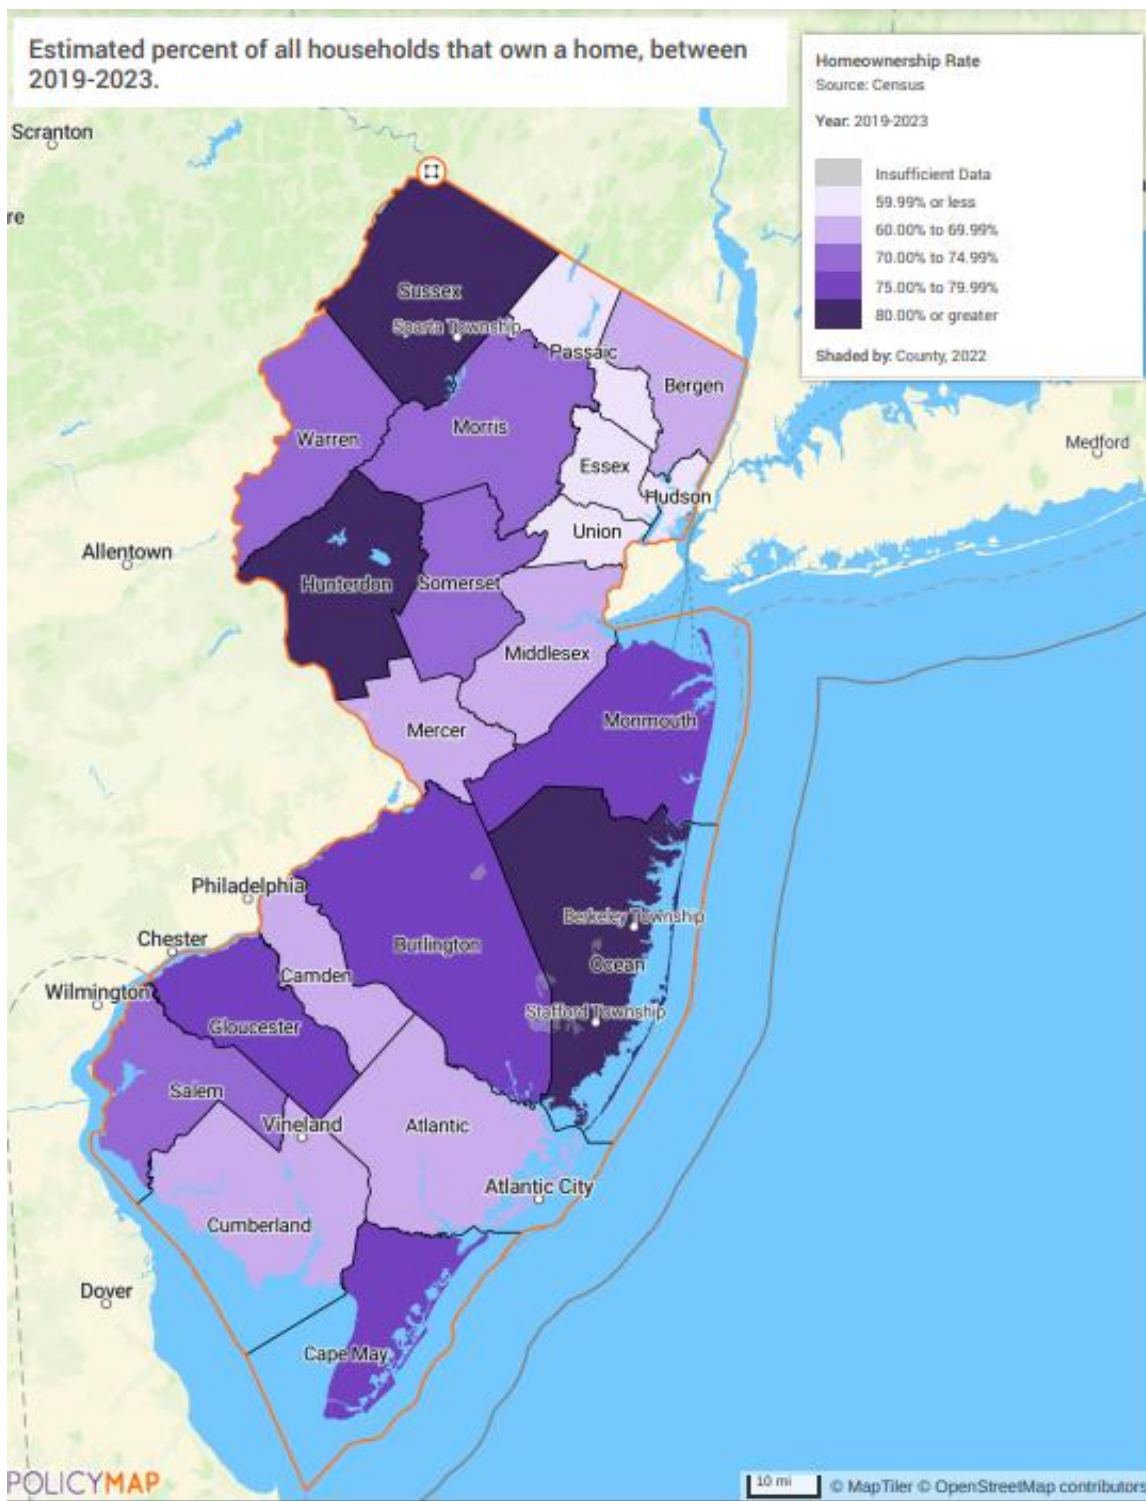 Estimated percent of all households that own a home, between
2019-2023.
Homeownership Rate
Source: Census
Year: 2019-2023
Insufficient Data
59.99% or less
60.00% to 69.99%
70.00% to 74.99%
75.00% to 79.99%
80.00% or greater
Shaded by: County, 2022
Scranton
re
Sussex
Sparta Township
Passaic
Bergen
Morris
Warren
Medford
Essex
Hudson
Union
Allentown
Hunterdon
Somerset
Middlesex
Monmouth
Mercer
Philadelphia
Berkeley Township
Chester
Burlington
Ocean
Camden
Wilmington
Stafford Township
Gloucester
Salem
Vineland
Atlantic
Atlantic City
Cumberland
Dover
Cape May
POLICYMAP
10 mi
© MapTiler © OpenStreetMap contributors